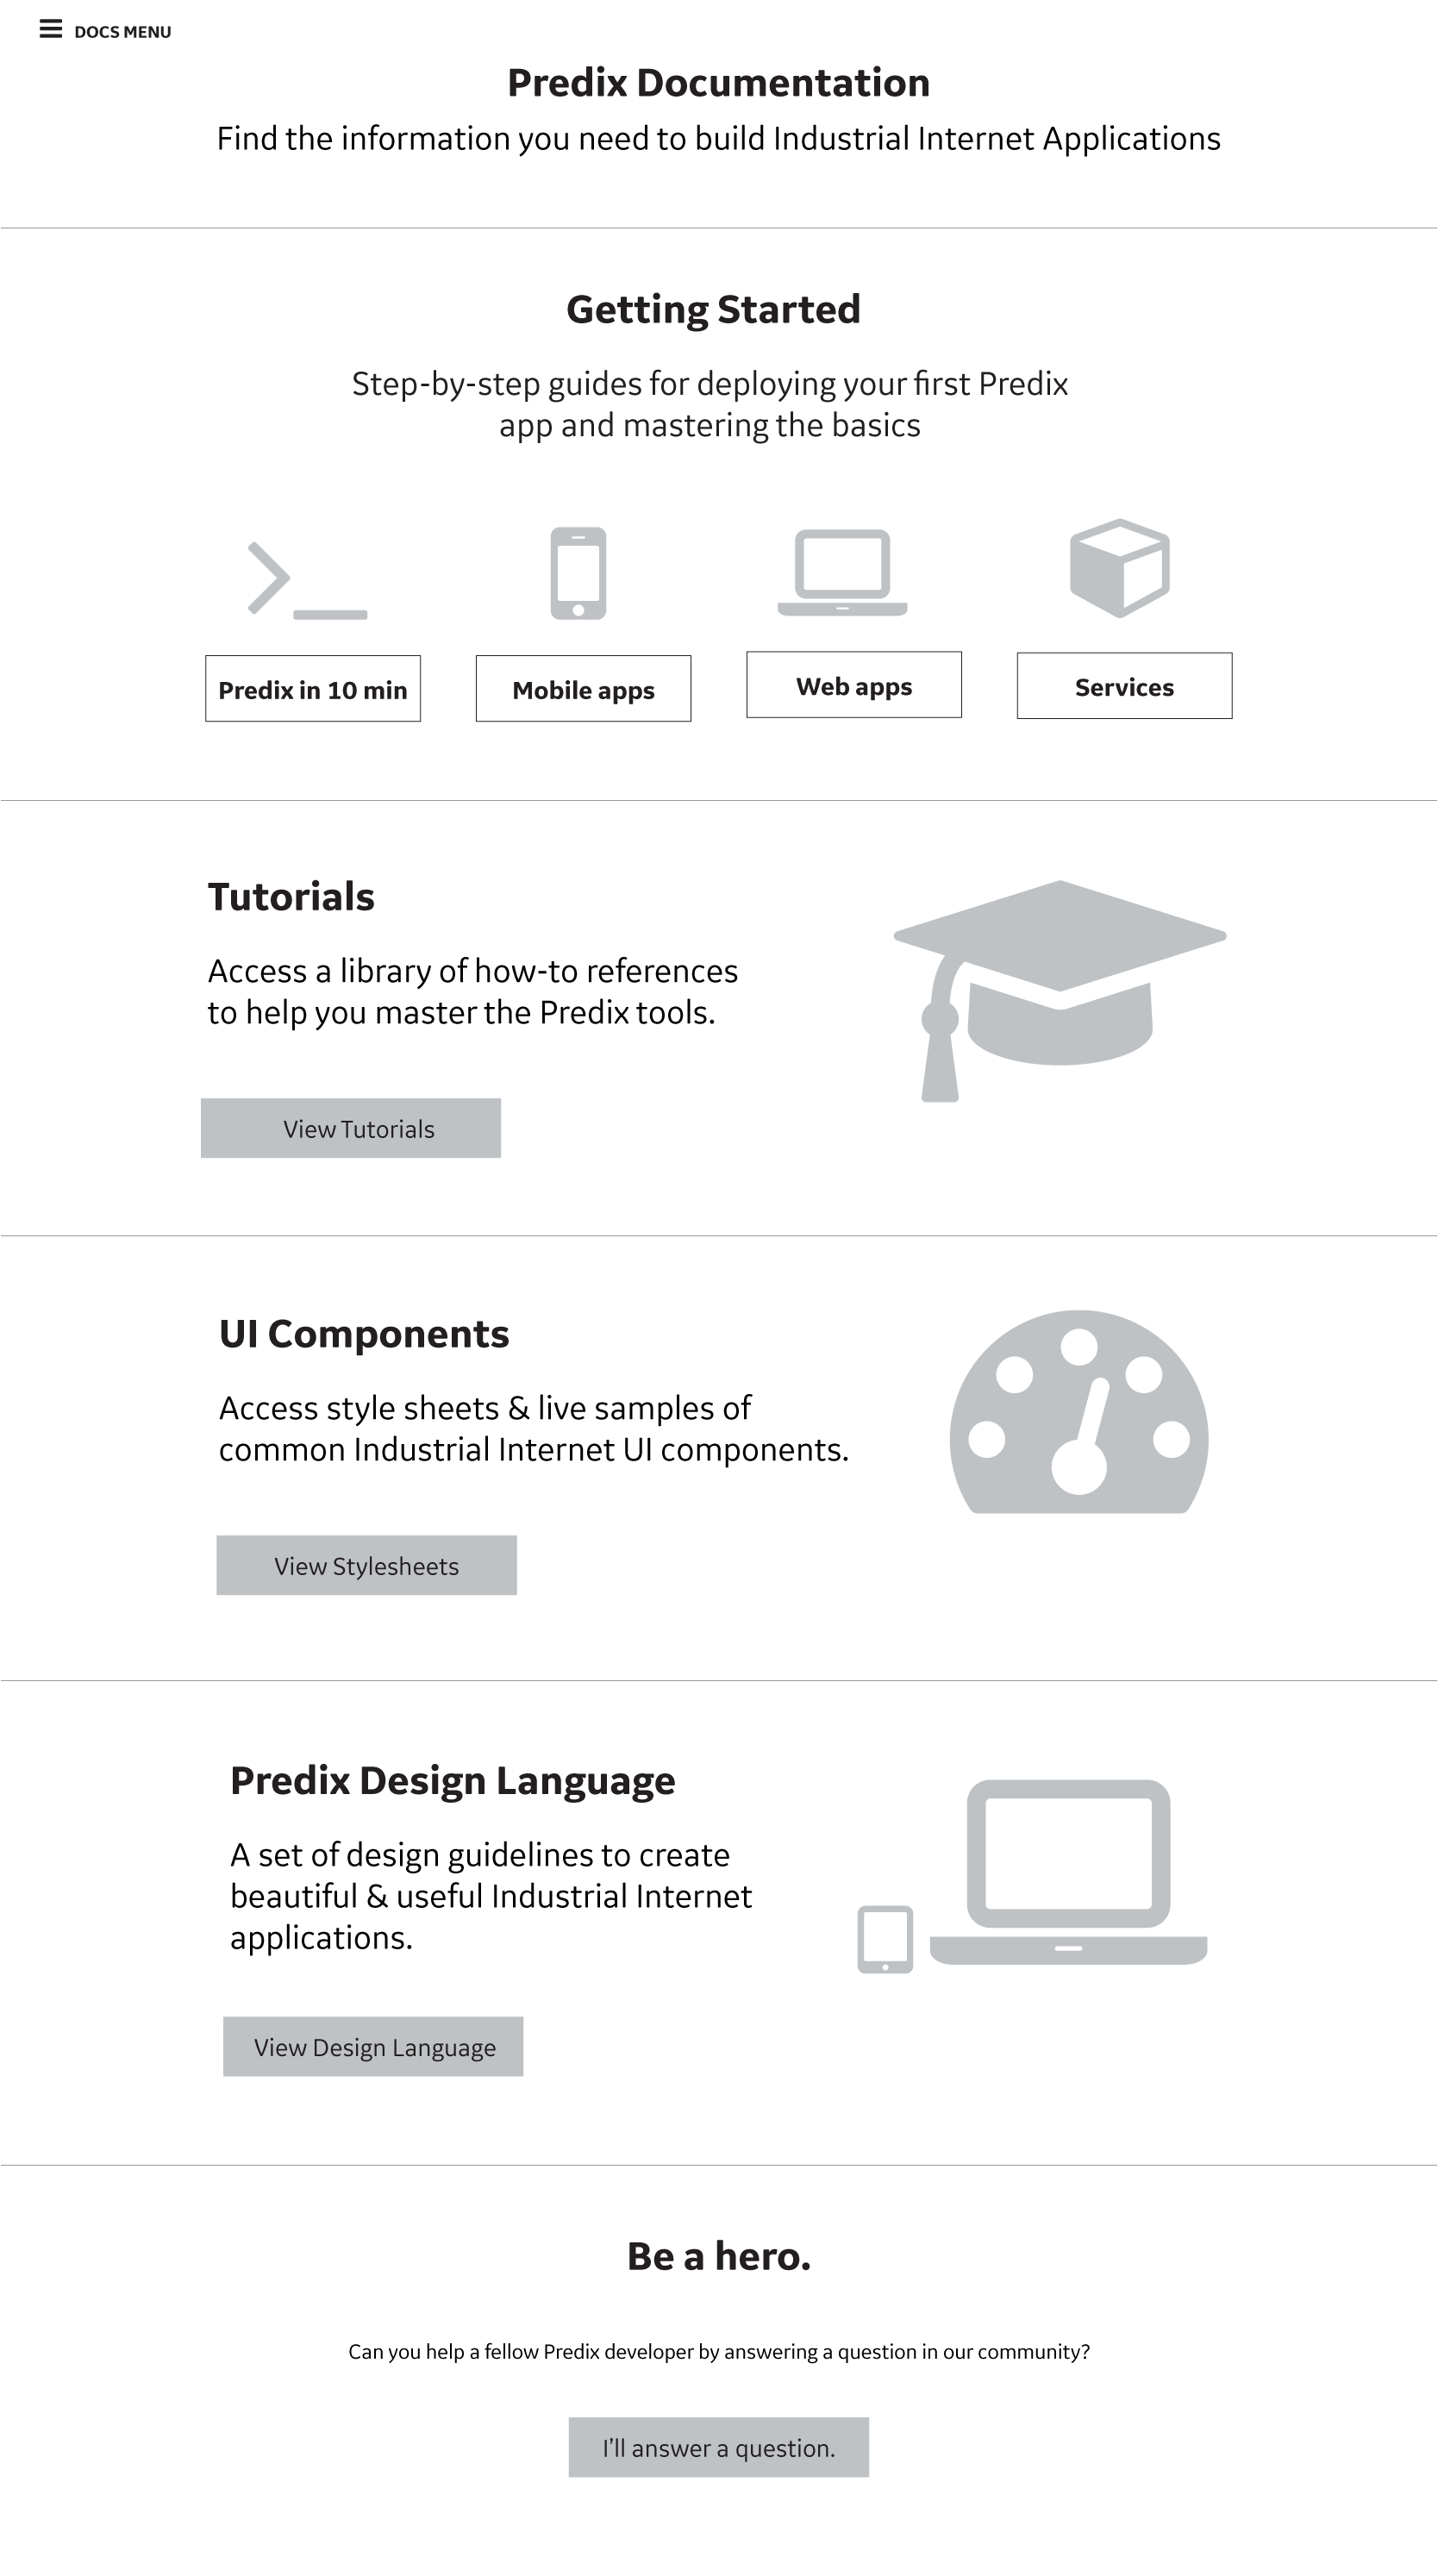 DOCS MENU
Predix Documentation
Find the information you need to build Industrial Internet Applications
Getting Started
Step-by-step guides for deploying your first Predix
app and mastering the basics
Predix in 10 min
Mobile apps
Web apps
Services
Tutorials
Access a library of how-to references
to help you master the Predix tools.
View Tutorials
UI Components
Access style sheets & live samples of
common Industrial Internet UI components.
View Stylesheets
Predix Design Language
A set of design guidelines to create
beautiful & useful Industrial Internet
applications.
View Design Language
Be a hero.
Can you help a fellow Predix developer by answering a question in our community?
I’ll answer a question.